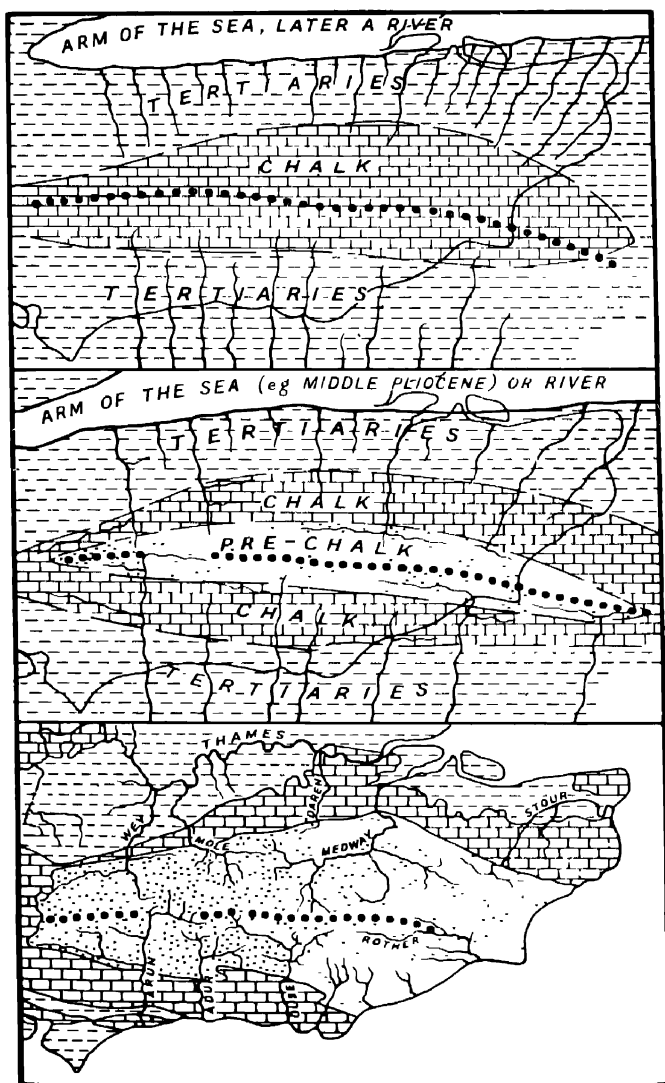 ARM OF THE SEA, LATER A RIVER
TERTIARIES
CHALK
TERTIARIES
ARM OF THE SEA (eg MIDDLE PLIOCENE) OR RIVER
TERTIARIES
CHALK
PRE-CHALK
CHALK
TERTIARIES
THAMES
DAREN
STOUR
WEY
MOLE
MEDWAY
ROTHER
ARUN
ADUR
OUSE